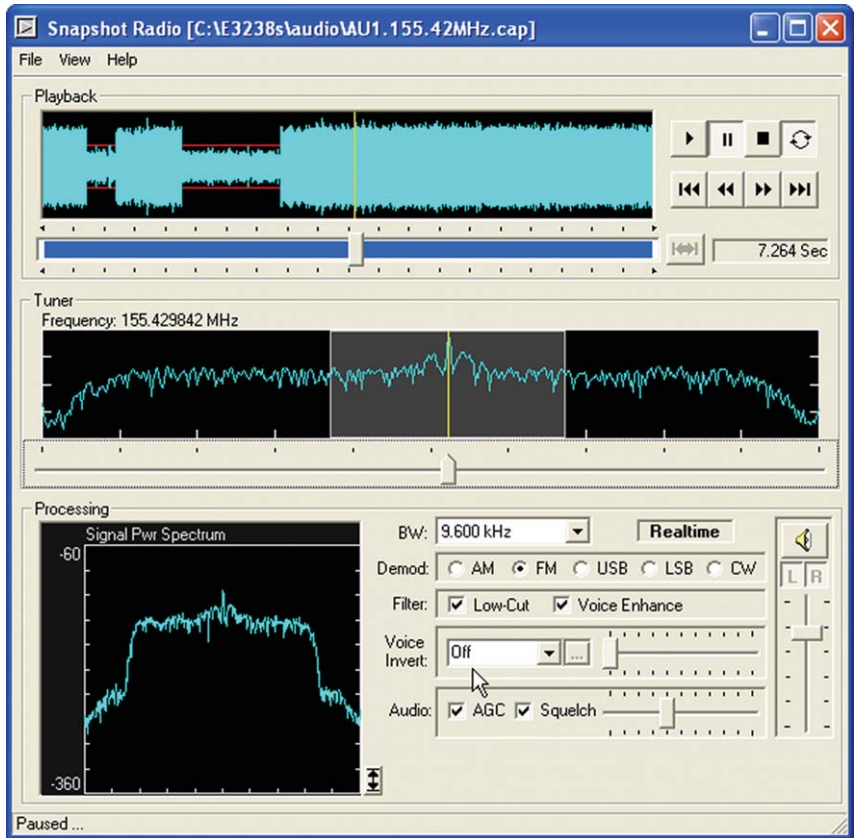 Snapshot Radio [C:\E3238s\audio\AU1.155.42MHz.cap]
File View Help
Playback
7.264 Sec
Tuner
Frequency: 155.429842 MHz
Processing
Signal Pwr Spectrum
-60
-360
BW: 9.600 kHz Realtime
Demod: AM FM USB LSB CW
L R
Filter: Low-Cut Voice Enhance
Voice
Invert: Off ...
Audio: AGC Squelch
Paused ...